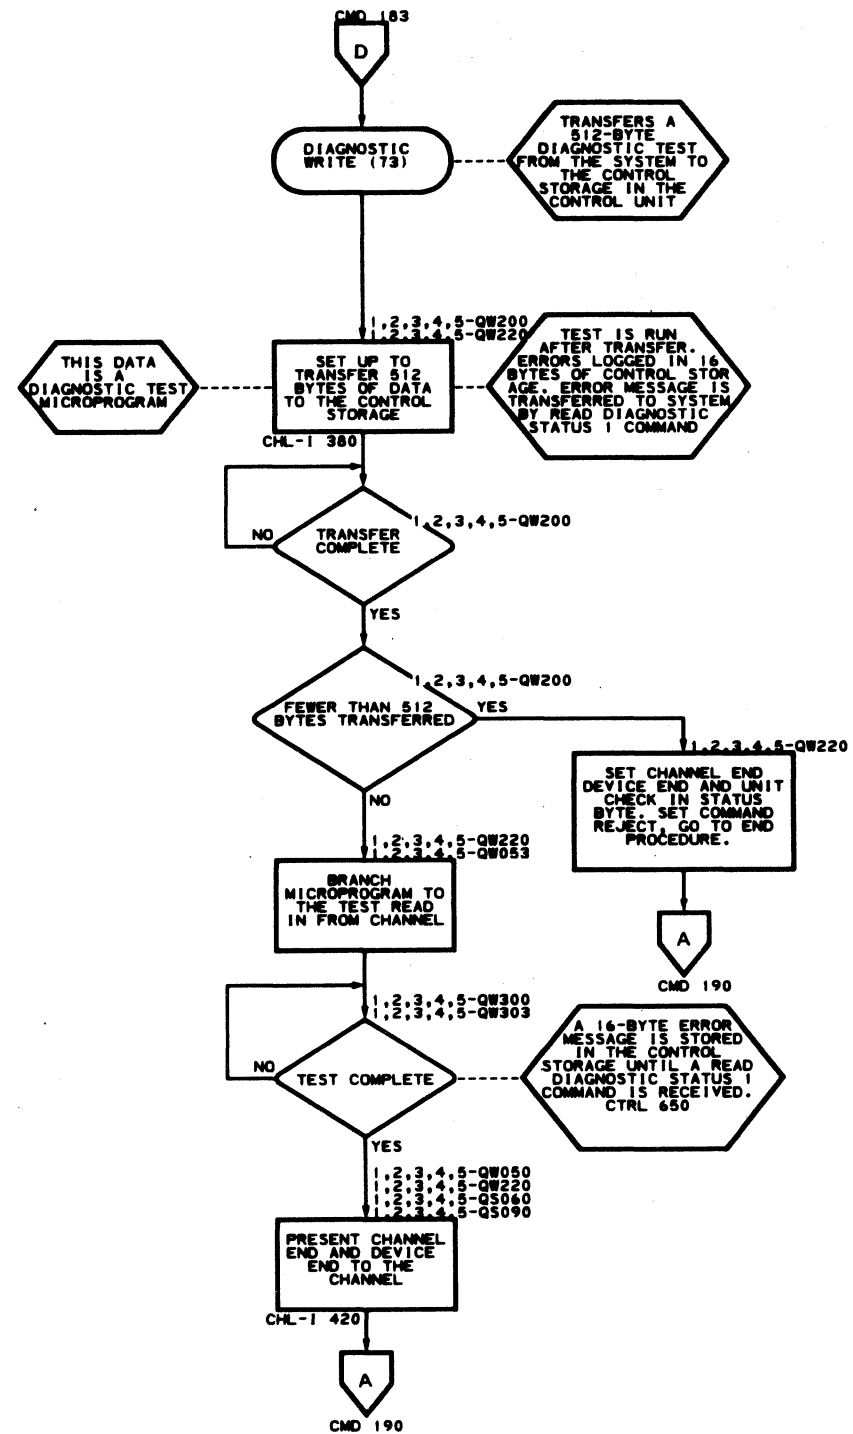 CMD 183
D
DIAGNOSTIC
WRITE (73)
TRANSFERS A
512-BYTE
DIAGNOSTIC TEST
FROM THE SYSTEM TO
THE CONTROL
STORAGE IN THE
CONTROL UNIT
1,2,3,4,5-QW200
1,2,3,4,5-QW220
THIS DATA
IS A
DIAGNOSTIC TEST
MICROPROGRAM
SET UP TO
TRANSFER 512
BYTES OF DATA
TO THE CONTROL
STORAGE
TEST IS RUN
AFTER TRANSFER.
ERRORS LOGGED IN 16
BYTES OF CONTROL STOR
AGE. ERROR MESSAGE IS
TRANSFERRED TO SYSTEM
BY READ DIAGNOSTIC
STATUS 1 COMMAND
CHL-I 380
1,2,3,4,5-QW200
NO
TRANSFER
COMPLETE
YES
1,2,3,4,5-QW200
FEWER THAN 512
BYTES TRANSFERRED
YES
1,2,3,4,5-QW220
SET CHANNEL END
DEVICE END AND UNIT
CHECK IN STATUS
BYTE. SET COMMAND
REJECT. GO TO END
PROCEDURE.
NO
1,2,3,4,5-QW220
1,2,3,4,5-QW053
BRANCH
MICROPROGRAM TO
THE TEST READ
IN FROM CHANNEL
A
CMD 190
1,2,3,4,5-QW300
1,2,3,4,5-QW303
NO
TEST COMPLETE
A 16-BYTE ERROR
MESSAGE IS STORED
IN THE CONTROL
STORAGE UNTIL A READ
DIAGNOSTIC STATUS 1
COMMAND IS RECEIVED.
CTRL 650
YES
1,2,3,4,5-QW050
1,2,3,4,5-QW220
1,2,3,4,5-QS060
1,2,3,4,5-QS090
PRESENT CHANNEL
END AND DEVICE
END TO THE
CHANNEL
CHL-I 420
A
CMD 190